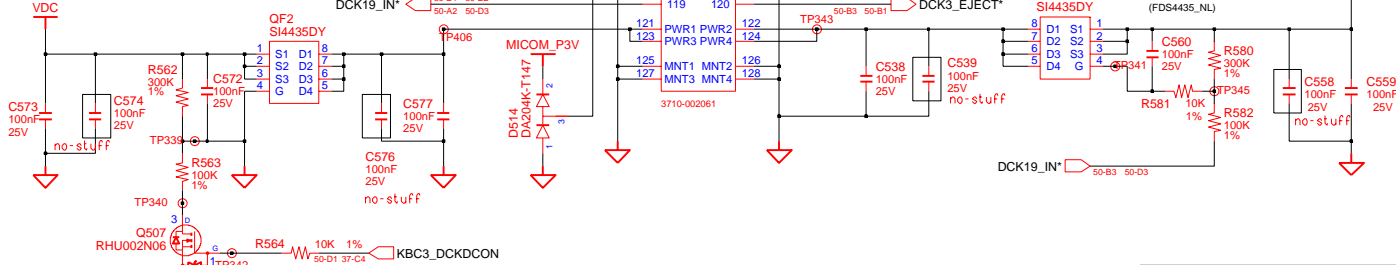 VDC
QF2
SI4435DY
1 S1 D1 8
2 S2 D2 7
3 S3 D3 6
4 G D4 5
R562
300K
1%
C572
100nF
25V
C573
100nF
25V
C574
100nF
25V
no-stuff
TP339
R563
100K
1%
TP340
3 D
Q507
RHU002N06
G
1
TP342
R564
10K 1%
50-D1 37-C4
KBC3_DCKDCON
C576
100nF
25V
no-stuff
C577
100nF
25V
TP406
DCK19_IN*
50-A2 50-D3
MICOM_P3V
D514
DA204K-T147
2
3
1
119 120
121 PWR1 PWR2 122
123 PWR3 PWR4 124
125 MNT1 MNT2 126
127 MNT3 MNT4 128
3710-002061
50-B3 50-B1
DCK3_EJECT*
TP343
C538
100nF
25V
C539
100nF
25V
no-stuff
SI4435DY
(FDS4435_NL)
8 D1 S1 1
7 D2 S2 2
6 D3 S3 3
5 D4 G 4
TP341
C560
100nF
25V
R580
300K
1%
TP345
R581
10K
1%
R582
100K
1%
DCK19_IN*
50-B3 50-D3
C558
100nF
25V
no-stuff
C559
100nF
25V